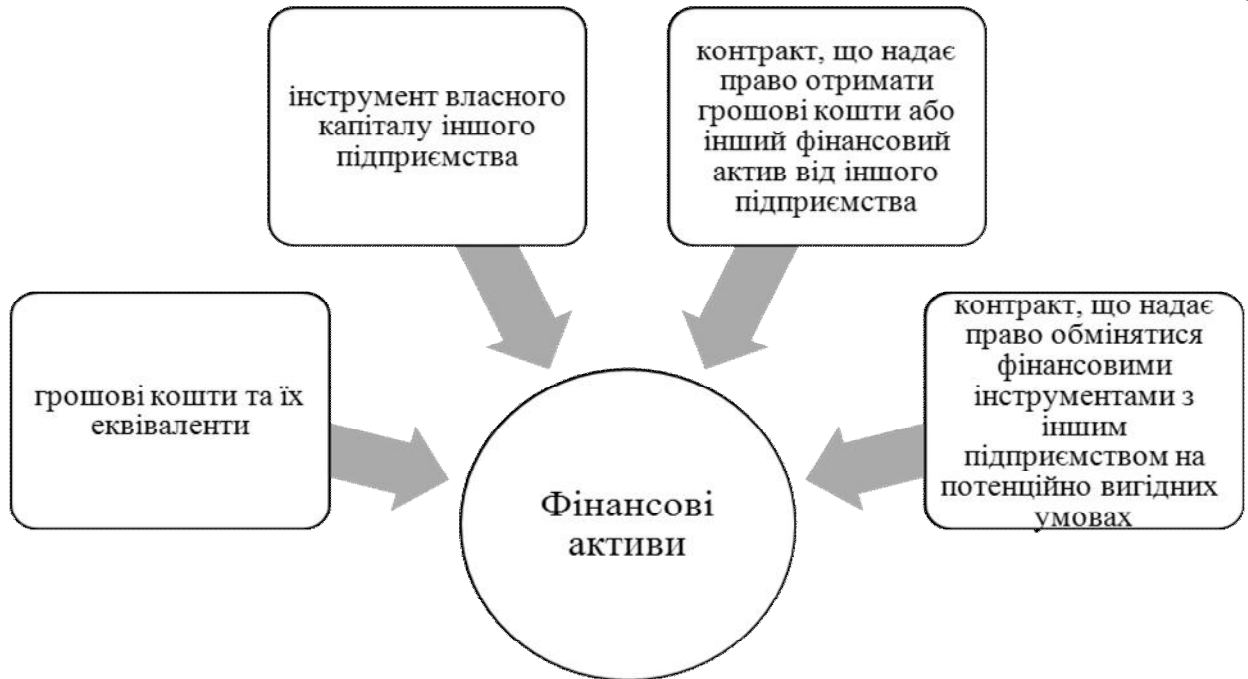 інструмент власного
капіталу іншого
підприємства
контракт, що надає
право отримати
грошові кошти або
інший фінансовий
актив від іншого
підприємства
грошові кошти та їх
еквіваленти
контракт, що надає
право обмінятися
фінансовими
інструментами з
іншим
підприємством на
потенційно вигідних
умовах
Фінансові
активи